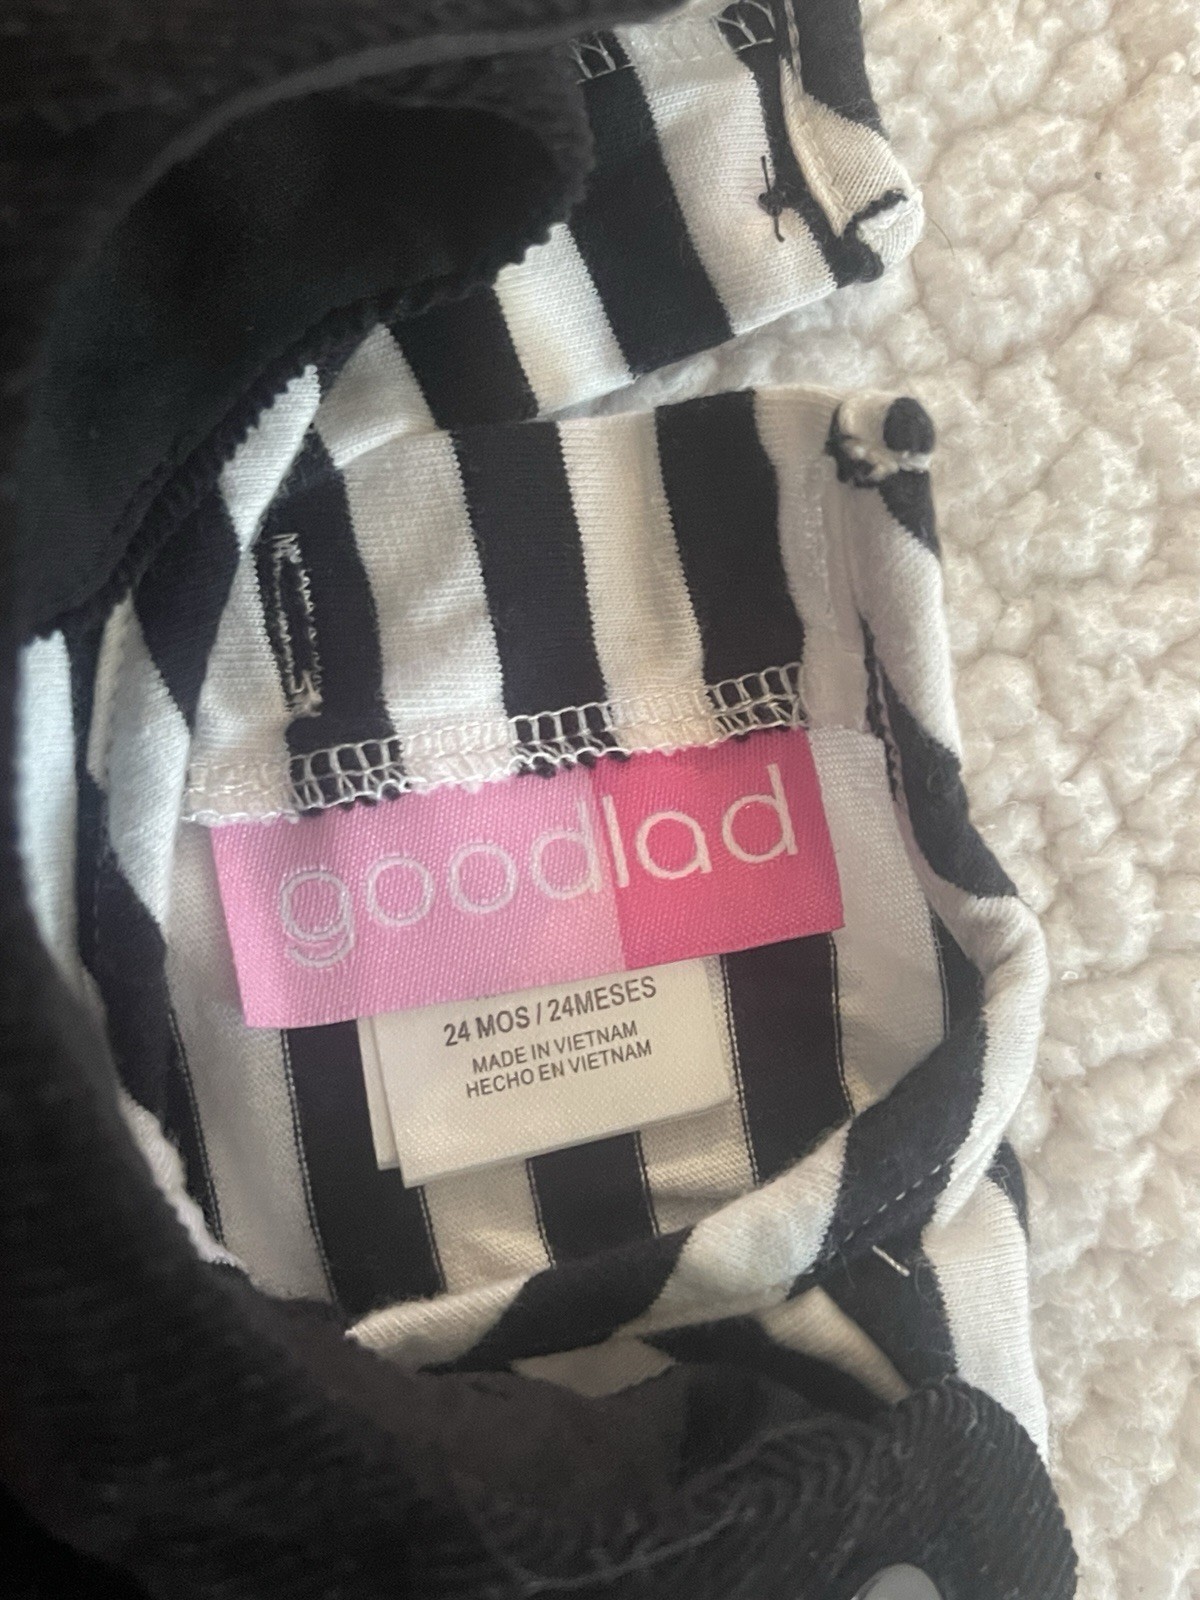 goodlad
24 MOS / 24MESES
MADE IN VIETNAM
HECHO EN VIETNAM